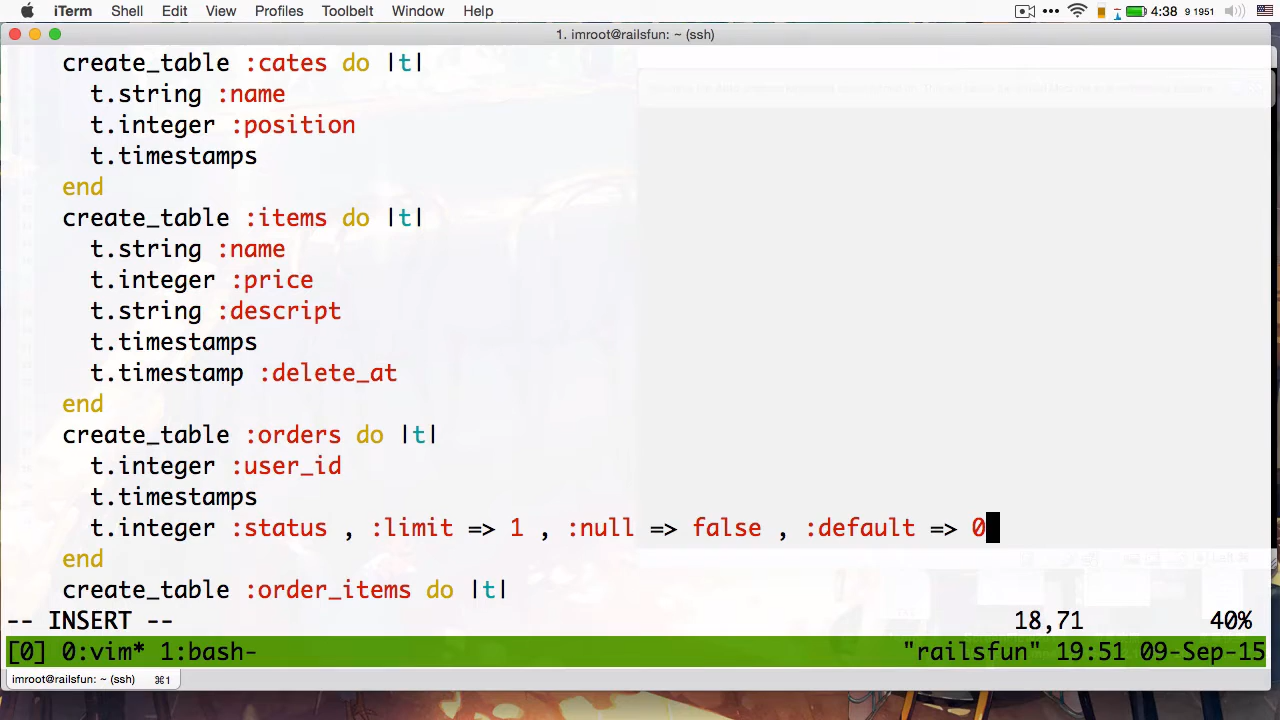 iTerm Shell Edit View Profiles Toolbelt Window Help 4:38 9 1951
1. imroot@railsfun: ~ (ssh)
create_table :cates do |t|
t.string :name
t.integer :position
t.timestamps
end
create_table :items do |t|
t.string :name
t.integer :price
t.string :descript
t.timestamps
t.timestamp :delete_at
end
create_table :orders do |t|
t.integer :user_id
t.timestamps
t.integer :status , :limit => 1 , :null => false , :default => 0
end
create_table :order_items do |t|
-- INSERT -- 18,71 40%
[0] 0:vim* 1:bash- "railsfun" 19:51 09-Sep-15
imroot@railsfun: ~ (ssh) ⌘1